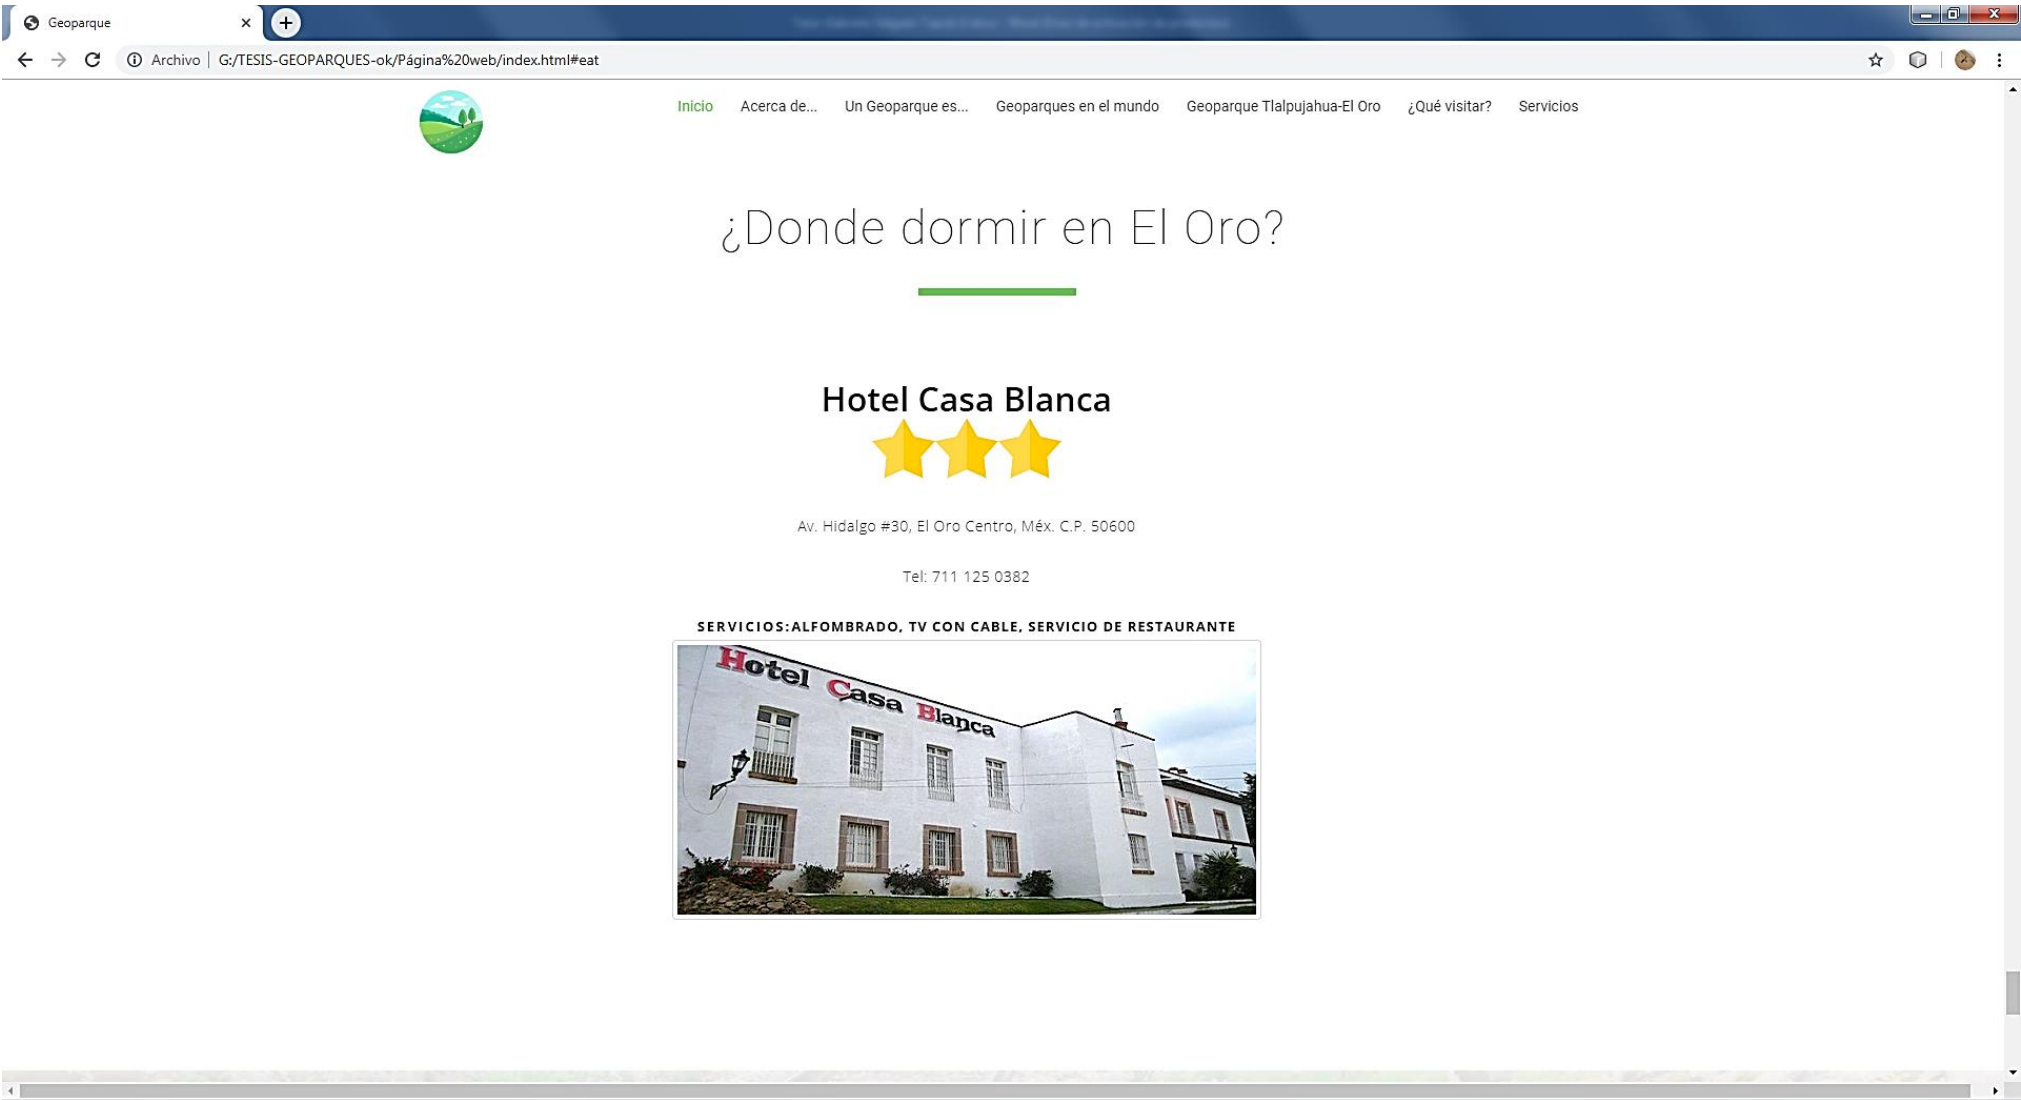 Geoparque
Archivo | G:/TESIS-GEOPARQUES-ok/Página%20web/index.html#eat
Inicio Acerca de... Un Geoparque es... Geoparques en el mundo Geoparque Tlalpujahua-El Oro ¿Qué visitar? Servicios
¿Donde dormir en El Oro?
Hotel Casa Blanca
Av. Hidalgo #30, El Oro Centro, Méx. C.P. 50600
Tel: 711 125 0382
SERVICIOS:ALFOMBRADO, TV CON CABLE, SERVICIO DE RESTAURANTE
Hotel Casa Blanca